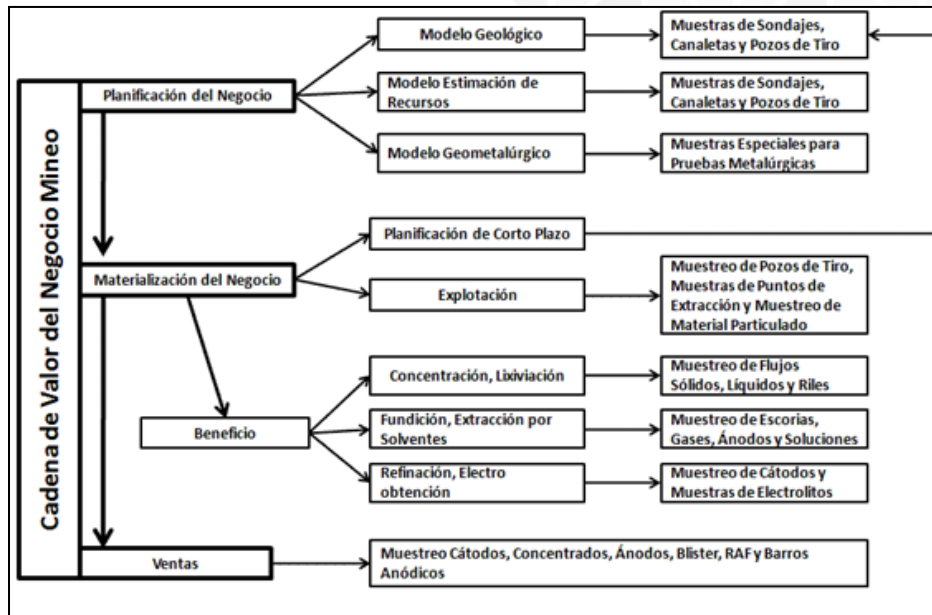 Cadena de Valor del Negocio Mineo
Planificación del Negocio
Modelo Geológico
Muestras de Sondajes,
Canaletas y Pozos de Tiro
Modelo Estimación de
Recursos
Muestras de Sondajes,
Canaletas y Pozos de Tiro
Modelo Geometalúrgico
Muestras Especiales para
Pruebas Metalúrgicas
Materialización del Negocio
Planificación de Corto Plazo
Explotación
Muestreo de Pozos de Tiro,
Muestras de Puntos de
Extracción y Muestreo de
Material Particulado
Beneficio
Concentración, Lixiviación
Muestreo de Flujos
Sólidos, Líquidos y Riles
Fundición, Extracción por
Solventes
Muestreo de Escorias,
Gases, Ánodos y Soluciones
Refinación, Electro
obtención
Muestreo de Cátodos y
Muestras de Electrolitos
Ventas
Muestreo Cátodos, Concentrados, Ánodos, Blister, RAF y Barros
Anódicos